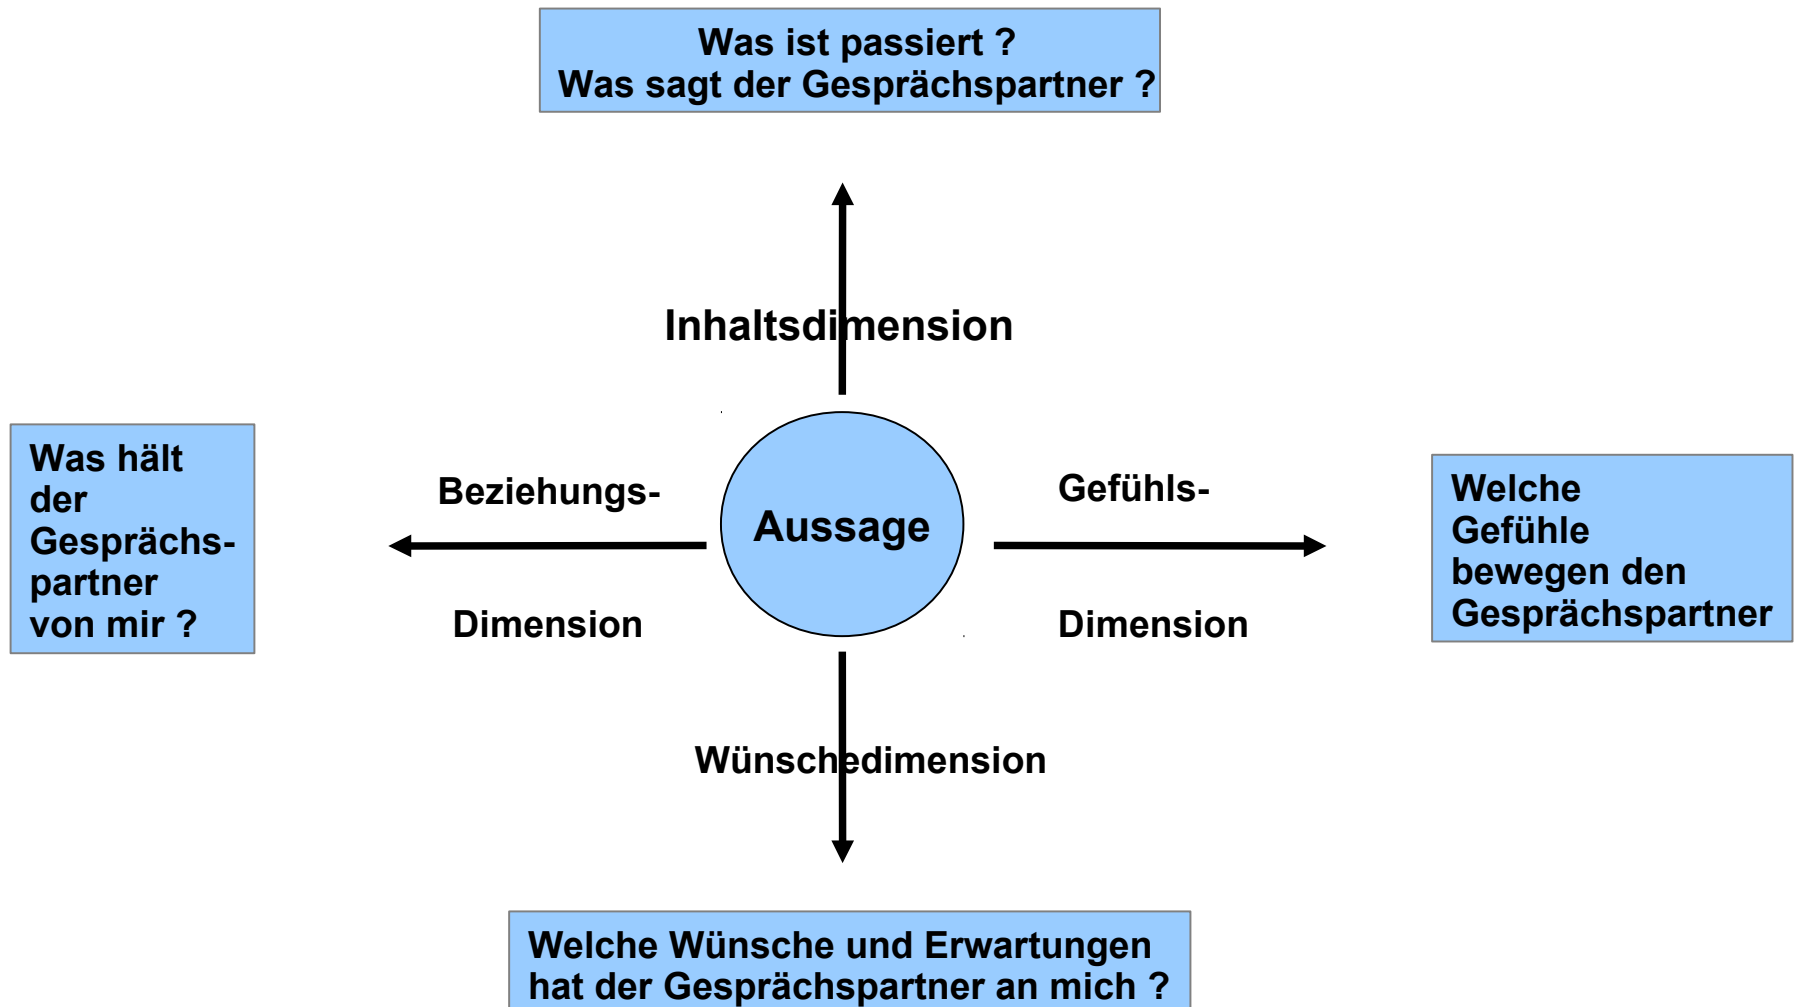 Was ist passiert ?
Was sagt der Gesprächspartner ?
Inhaltsdimension
Was hält
der
Gesprächs-
partner
von mir ?
Beziehungs-
Dimension
Aussage
Gefühls-
Dimension
Welche
Gefühle
bewegen den
Gesprächspartner
Wünschedimension
Welche Wünsche und Erwartungen
hat der Gesprächspartner an mich ?